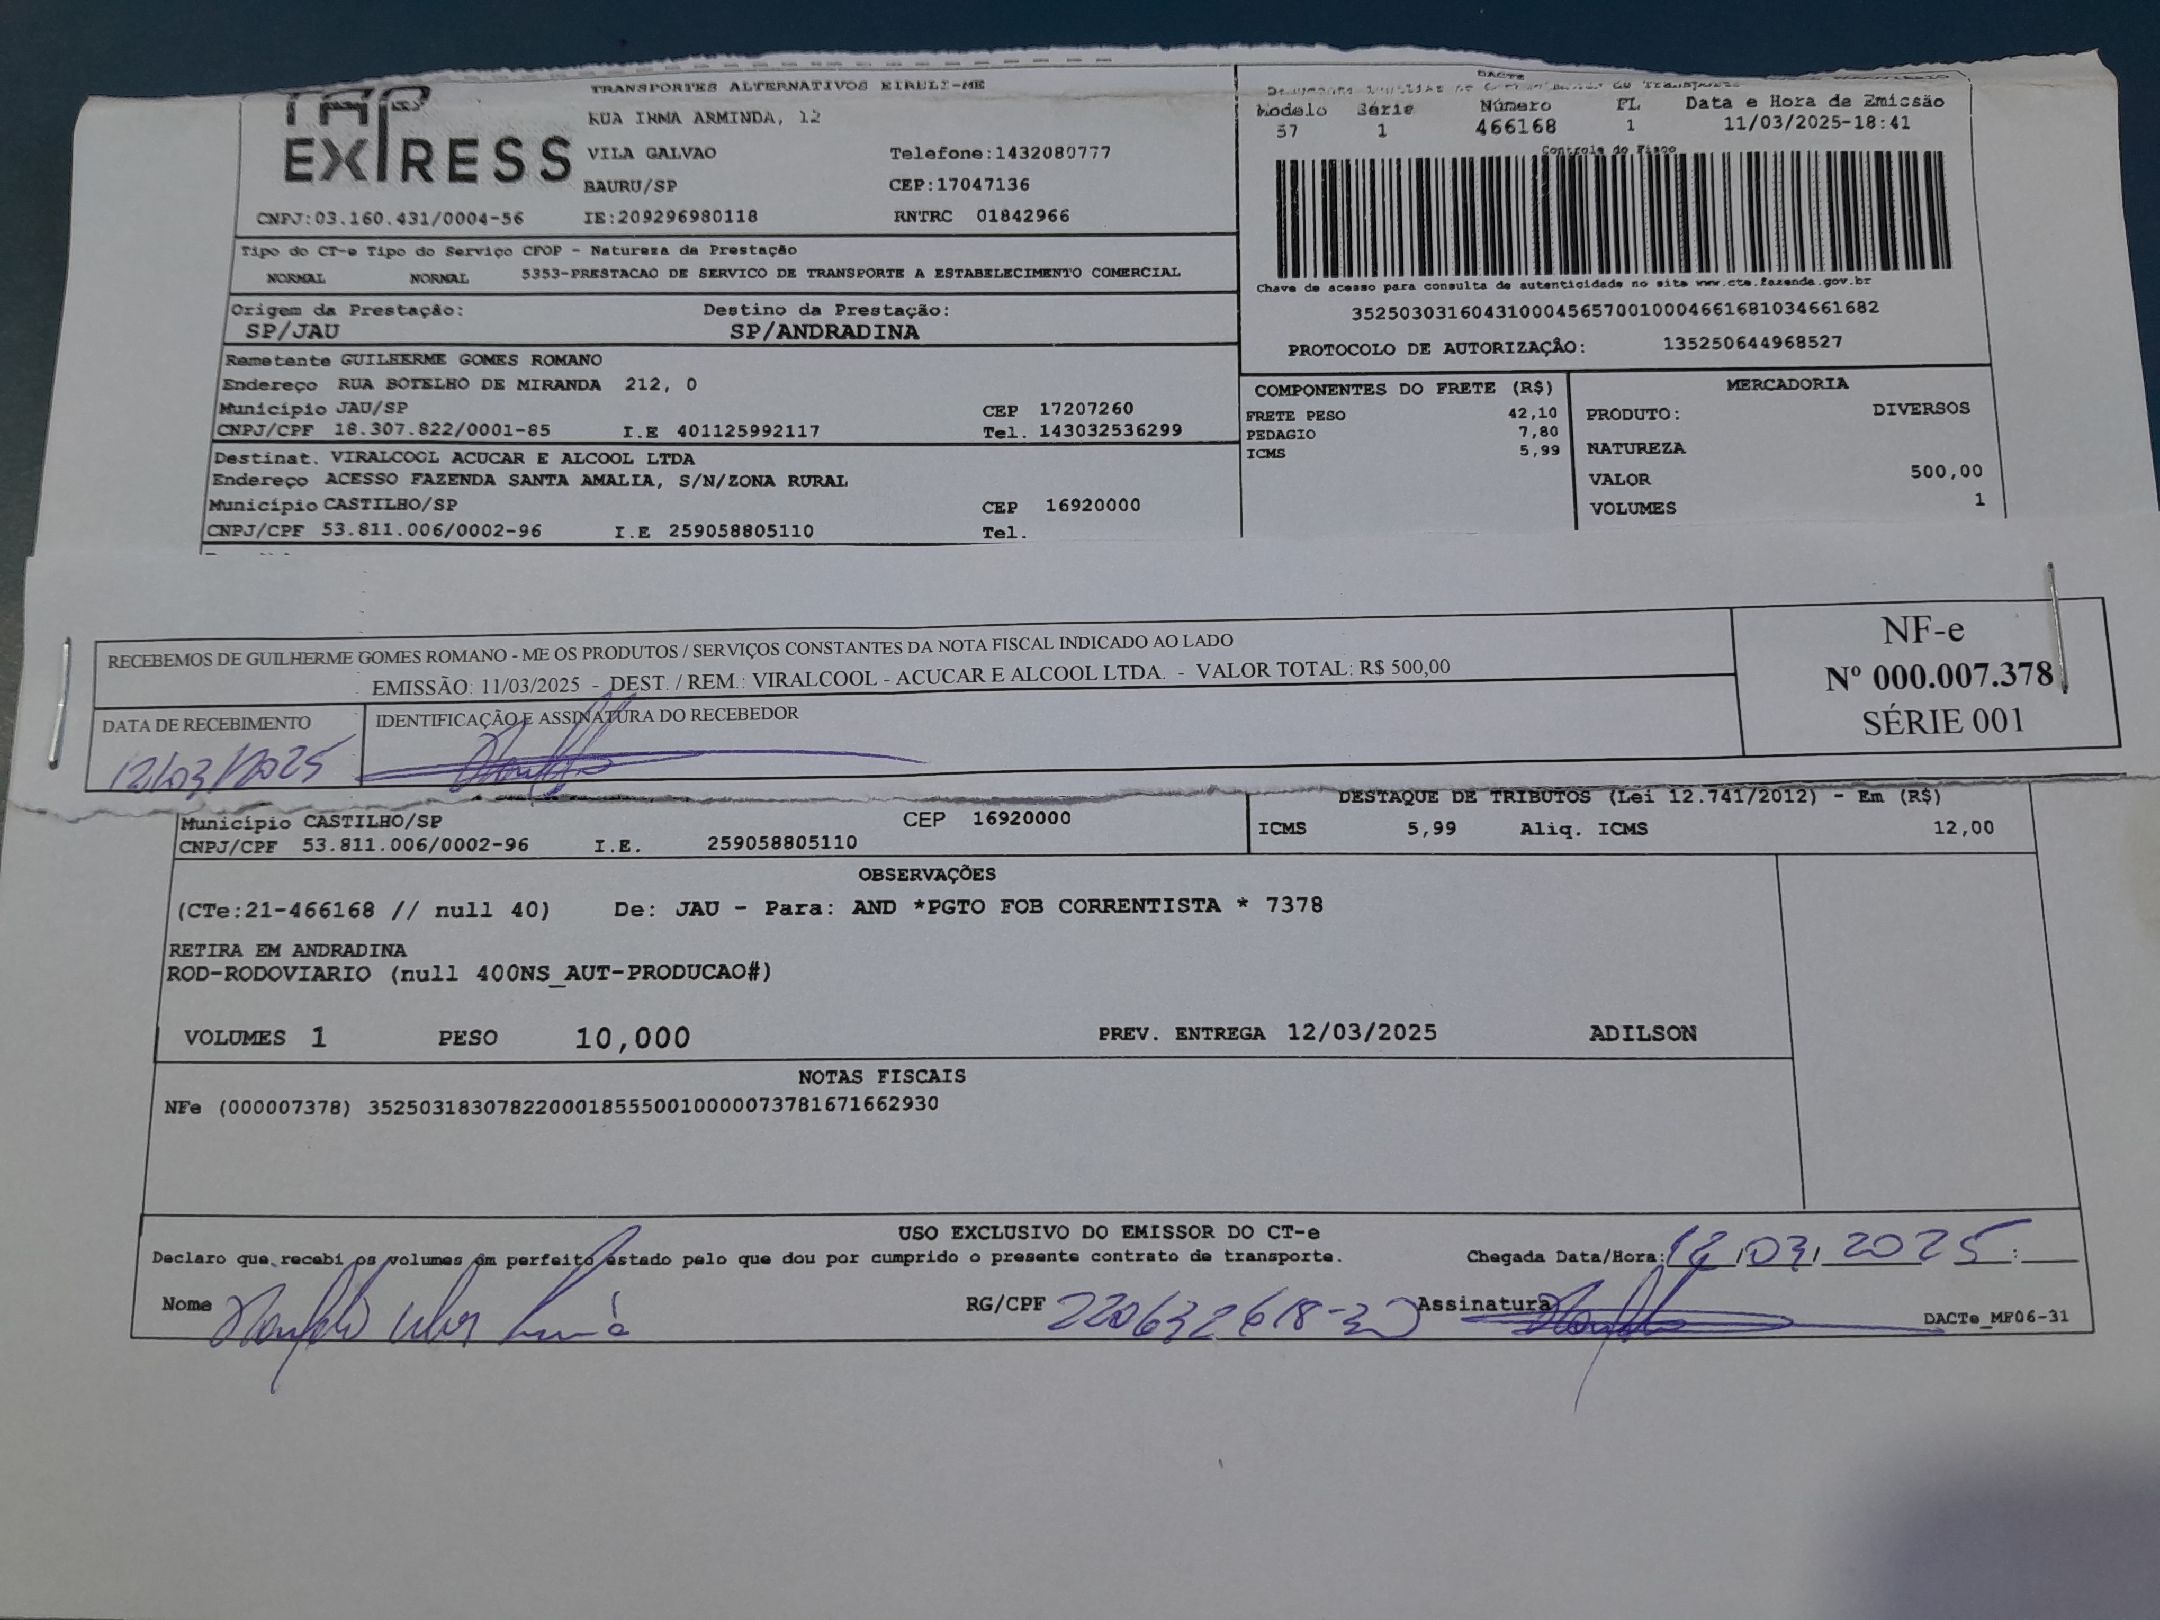 TAP
EXPRESS
TRANSPORTES ALTERNATIVOS EIRELI-ME
RUA IRMA ARMINDA, 12
VILA GALVAO Telefone:1432080777
BAURU/SP CEP:17047136
CNPJ:03.160.431/0004-56 IE:209296980118 RNTRC 01842966
DACTE
Modelo Série Número FL Data e Hora de Emissão
57 1 466168 1 11/03/2025-18:41
Controle do Fisco
Chave de acesso para consulta de autenticidade no site www.cte.fazenda.gov.br
35250303160431000456570010004661681034661682
PROTOCOLO DE AUTORIZAÇÃO: 135250644968527
Tipo do CT-e Tipo do Serviço CFOP - Natureza da Prestação
NORMAL NORMAL 5353-PRESTACAO DE SERVICO DE TRANSPORTE A ESTABELECIMENTO COMERCIAL
Origem da Prestação: Destino da Prestação:
SP/JAU SP/ANDRADINA
Remetente GUILHERME GOMES ROMANO
Endereço RUA BOTELHO DE MIRANDA 212, 0
Município JAU/SP CEP 17207260
CNPJ/CPF 18.307.822/0001-85 I.E 401125992117 Tel. 143032536299
Destinat. VIRALCOOL ACUCAR E ALCOOL LTDA
Endereço ACESSO FAZENDA SANTA AMALIA, S/N/ZONA RURAL
Município CASTILHO/SP CEP 16920000
CNPJ/CPF 53.811.006/0002-96 I.E 259058805110 Tel.
COMPONENTES DO FRETE (R$)
FRETE PESO 42,10
PEDAGIO 7,80
ICMS 5,99
MERCADORIA
PRODUTO: DIVERSOS
NATUREZA
VALOR 500,00
VOLUMES 1
RECEBEMOS DE GUILHERME GOMES ROMANO - ME OS PRODUTOS / SERVIÇOS CONSTANTES DA NOTA FISCAL INDICADO AO LADO
EMISSÃO: 11/03/2025 - DEST. / REM.: VIRALCOOL - ACUCAR E ALCOOL LTDA. - VALOR TOTAL: R$ 500,00
DATA DE RECEBIMENTO IDENTIFICAÇÃO E ASSINATURA DO RECEBEDOR
12/03/2025
NF-e
Nº 000.007.378
SÉRIE 001
Município CASTILHO/SP CEP 16920000
CNPJ/CPF 53.811.006/0002-96 I.E. 259058805110
DESTAQUE DE TRIBUTOS (Lei 12.741/2012) - Em (R$)
ICMS 5,99 Aliq. ICMS 12,00
OBSERVAÇÕES
(CTe:21-466168 // null 40) De: JAU - Para: AND *PGTO FOB CORRENTISTA * 7378
RETIRA EM ANDRADINA
ROD-RODOVIARIO (null 400NS_AUT-PRODUCAO#)
VOLUMES 1 PESO 10,000 PREV. ENTREGA 12/03/2025 ADILSON
NOTAS FISCAIS
NFe (000007378) 35250318307822000185550010000073781671662930
USO EXCLUSIVO DO EMISSOR DO CT-e
Declaro que recebi os volumes em perfeito estado pelo que dou por cumprido o presente contrato de transporte. Chegada Data/Hora: 12/03/2025 :
Nome RG/CPF 220632618-30 Assinatura DACTe_MF06-31